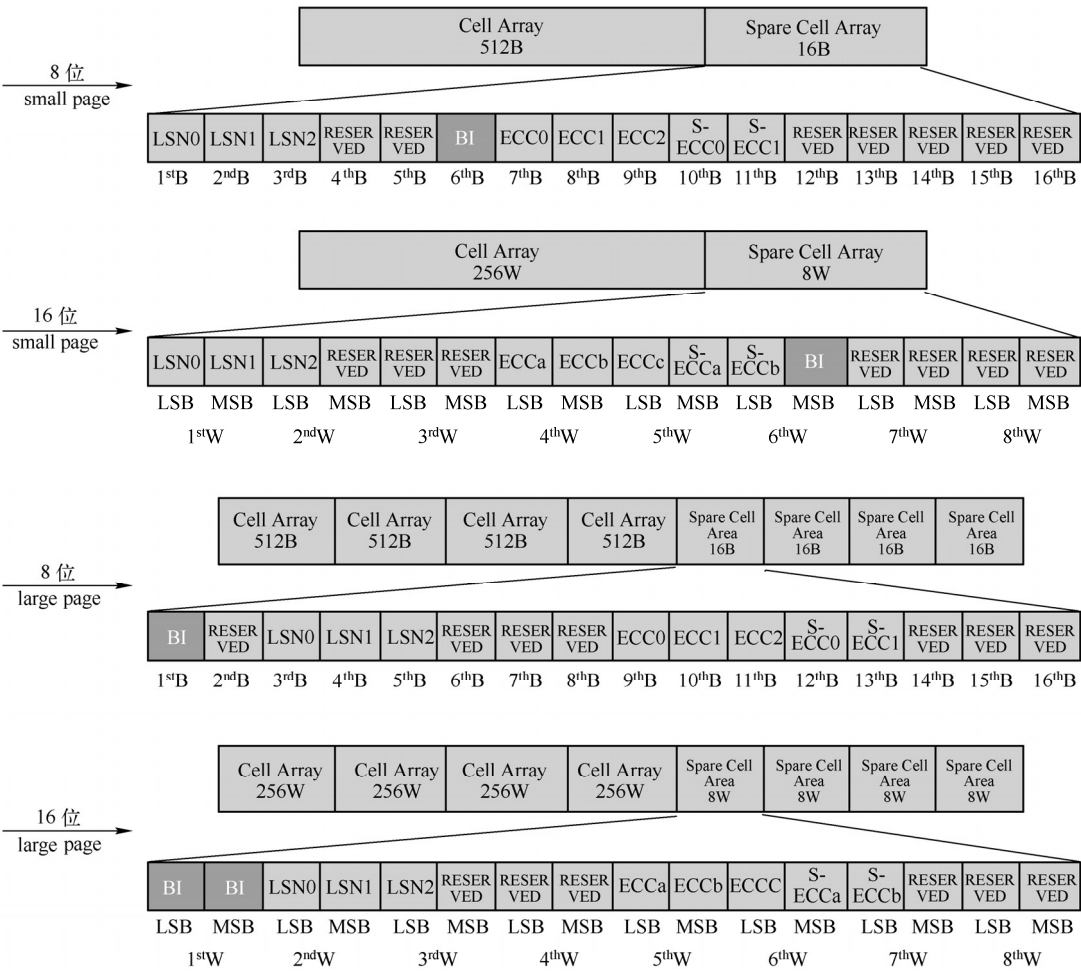 Cell Array Spare Cell Array
512B 16B
8 位
small page
LSN0 LSN1 LSN2 RESER VED RESER VED BI ECC0 ECC1 ECC2 S- ECC0 S- ECC1 RESER VED RESER VED RESER VED RESER VED RESER VED
1stB 2ndB 3rdB 4thB 5thB 6thB 7thB 8thB 9thB 10thB 11thB 12thB 13thB 14thB 15thB 16thB
Cell Array Spare Cell Array
256W 8W
16 位
small page
LSN0 LSN1 LSN2 RESER VED RESER VED RESER VED ECCa ECCb ECCc S- ECCa S- ECCb BI RESER VED RESER VED RESER VED RESER VED
LSB MSB LSB MSB LSB MSB LSB MSB LSB MSB LSB MSB LSB MSB LSB MSB
1stW 2ndW 3rdW 4thW 5thW 6thW 7thW 8thW
Cell Array 512B Cell Array 512B Cell Array 512B Cell Array 512B Spare Cell Area 16B Spare Cell Area 16B Spare Cell Area 16B Spare Cell Area 16B
8 位
large page
BI RESER VED LSN0 LSN1 LSN2 RESER VED RESER VED RESER VED ECC0 ECC1 ECC2 S- ECC0 S- ECC1 RESER VED RESER VED RESER VED
1stB 2ndB 3rdB 4thB 5thB 6thB 7thB 8thB 9thB 10thB 11thB 12thB 13thB 14thB 15thB 16thB
Cell Array 256W Cell Array 256W Cell Array 256W Cell Array 256W Spare Cell Area 8W Spare Cell Area 8W Spare Cell Area 8W Spare Cell Area 8W
16 位
large page
BI BI LSN0 LSN1 LSN2 RESER VED RESER VED RESER VED ECCa ECCb ECCC S- ECCa S- ECCb RESER VED RESER VED RESER VED
LSB MSB LSB MSB LSB MSB LSB MSB LSB MSB LSB MSB LSB MSB LSB MSB
1stW 2ndW 3rdW 4thW 5thW 6thW 7thW 8thW